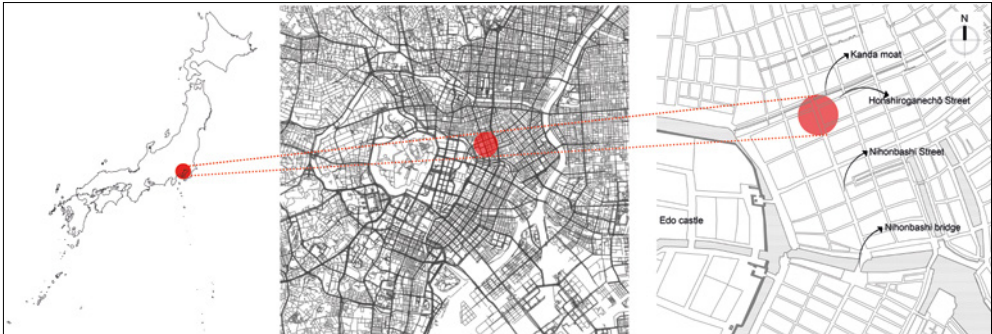 N
Kanda moat
Honshiroganechō Street
Nihonbashi Street
Edo castle
Nihonbashi bridge